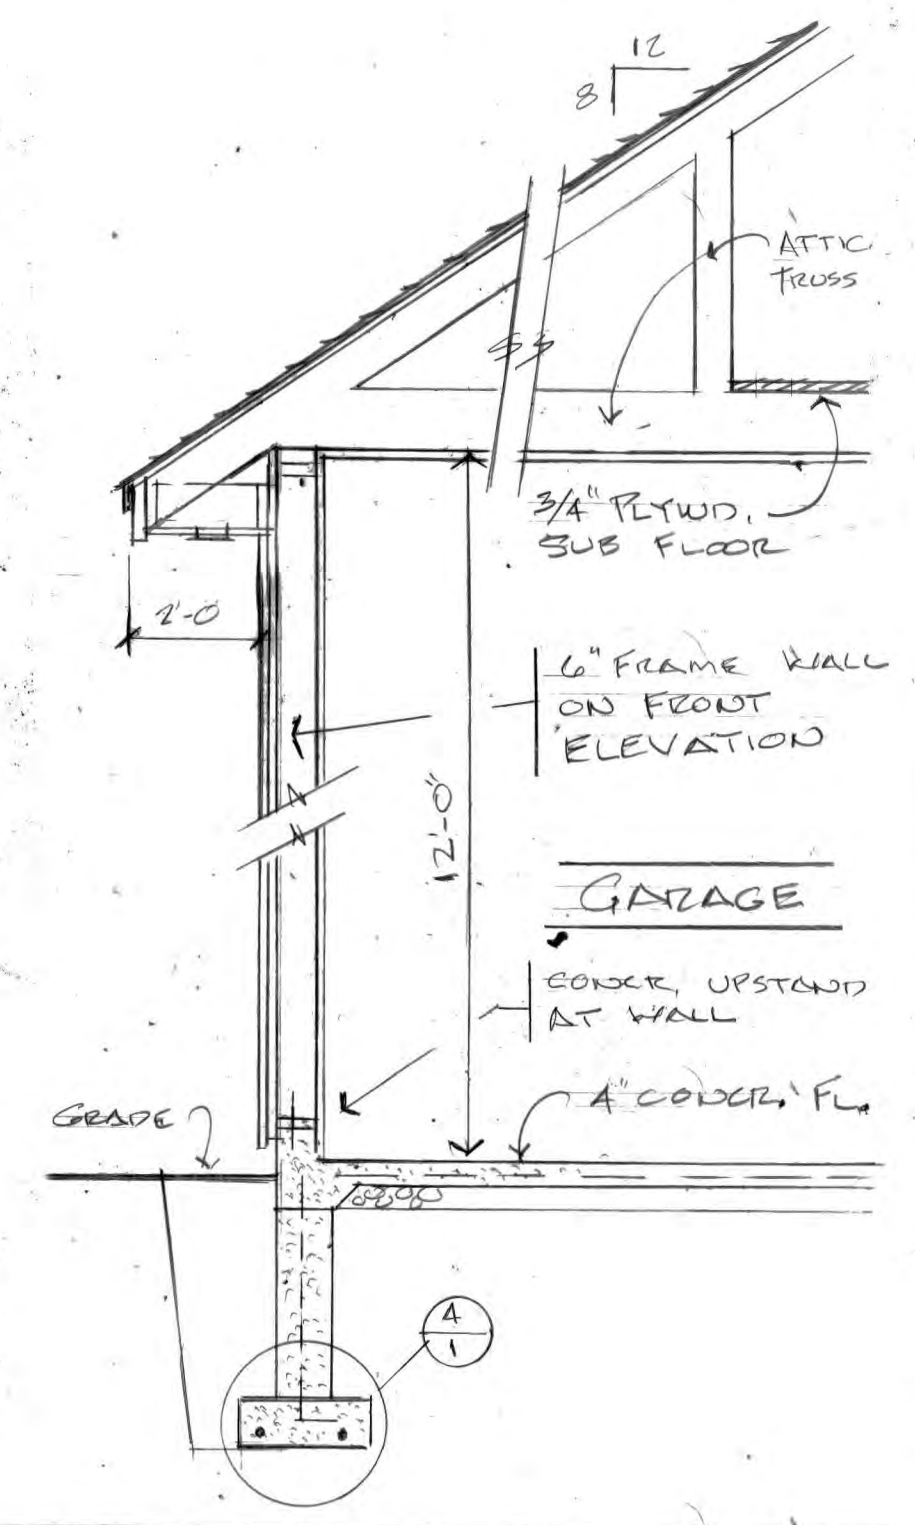 12
8
ATTIC
TRUSS
3/4" PLYWD.
SUB FLOOR
2'-0
6" FRAME WALL
ON FRONT
ELEVATION
12'-0"
GARAGE
CONCR. UPSTAND
AT WALL
4" CONCR. FL.
GRADE
4
1